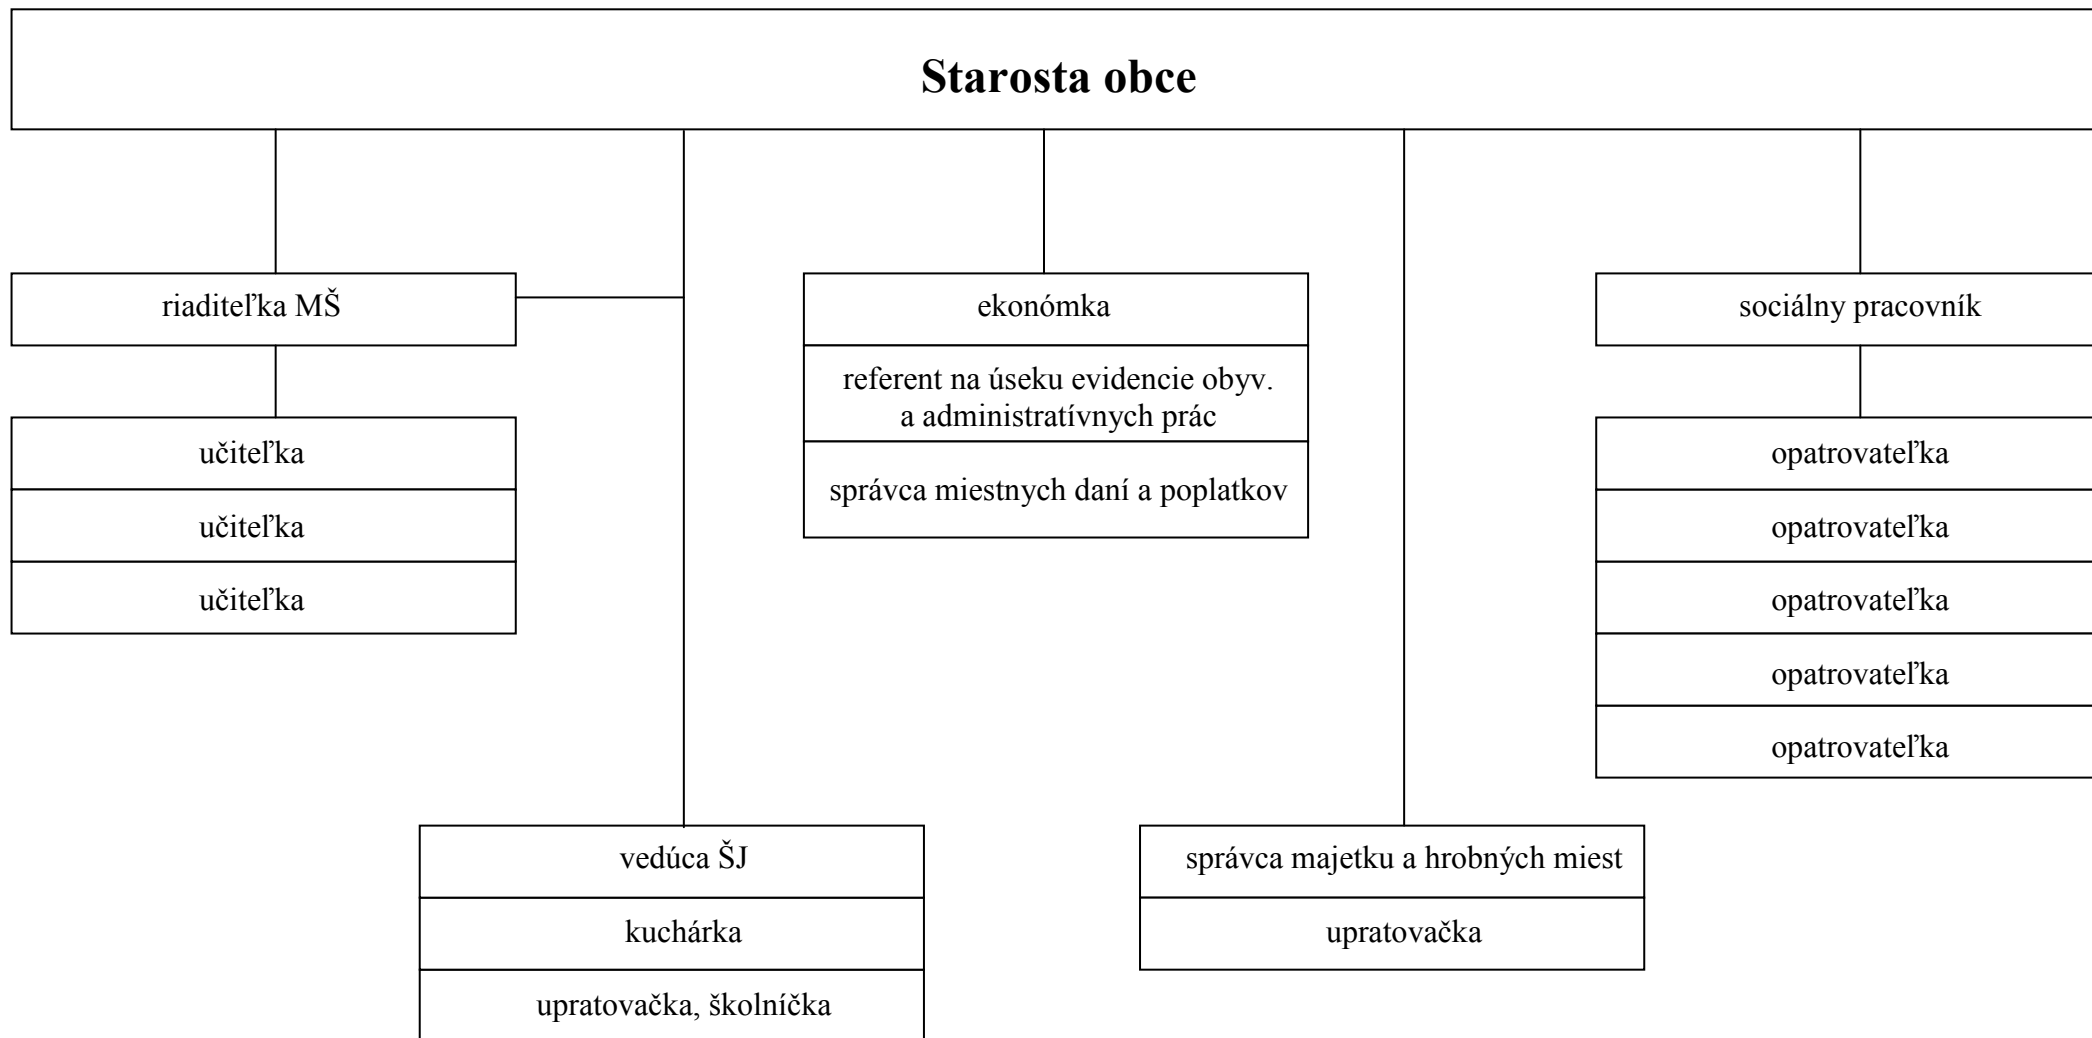 Starosta obce
riaditeľka MŠ
ekonómka
sociálny pracovník
referent na úseku evidencie obyv.
a administratívnych prác
správca miestnych daní a poplatkov
učiteľka
učiteľka
učiteľka
opatrovateľka
opatrovateľka
opatrovateľka
opatrovateľka
opatrovateľka
vedúca ŠJ
kuchárka
upratovačka, školníčka
správca majetku a hrobných miest
upratovačka